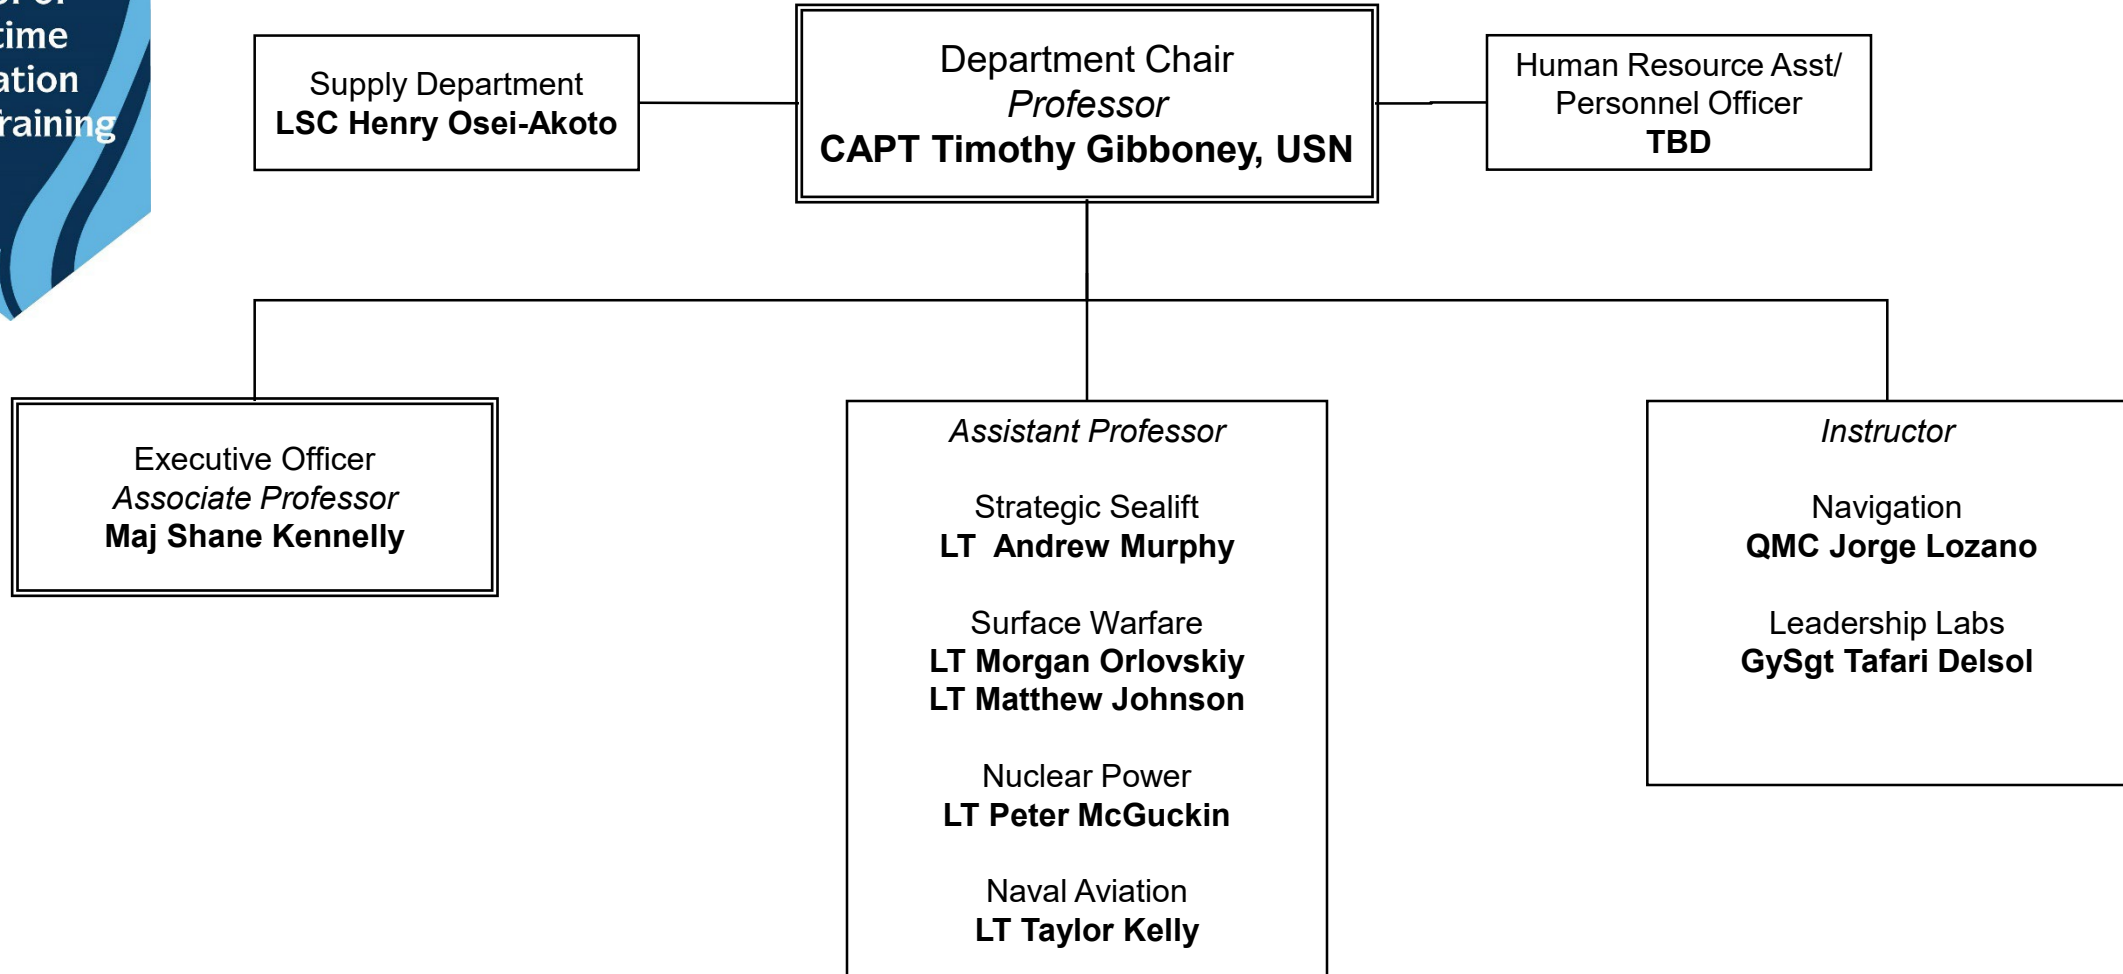 time
Supply Department
LSC Henry Osei-Akoto
Department Chair
Professor
CAPT Timothy Gibboney, USN
Human Resource Asst/
Personnel Officer
TBD
Executive Officer
Associate Professor
Maj Shane Kennelly
Assistant Professor
Strategic Sealift
LT Andrew Murphy
Surface Warfare
LT Morgan Orlovskiy
LT Matthew Johnson
Nuclear Power
LT Peter McGuckin
Naval Aviation
LT Taylor Kelly
Instructor
Navigation
QMC Jorge Lozano
Leadership Labs
GySgt Tafari Delsol